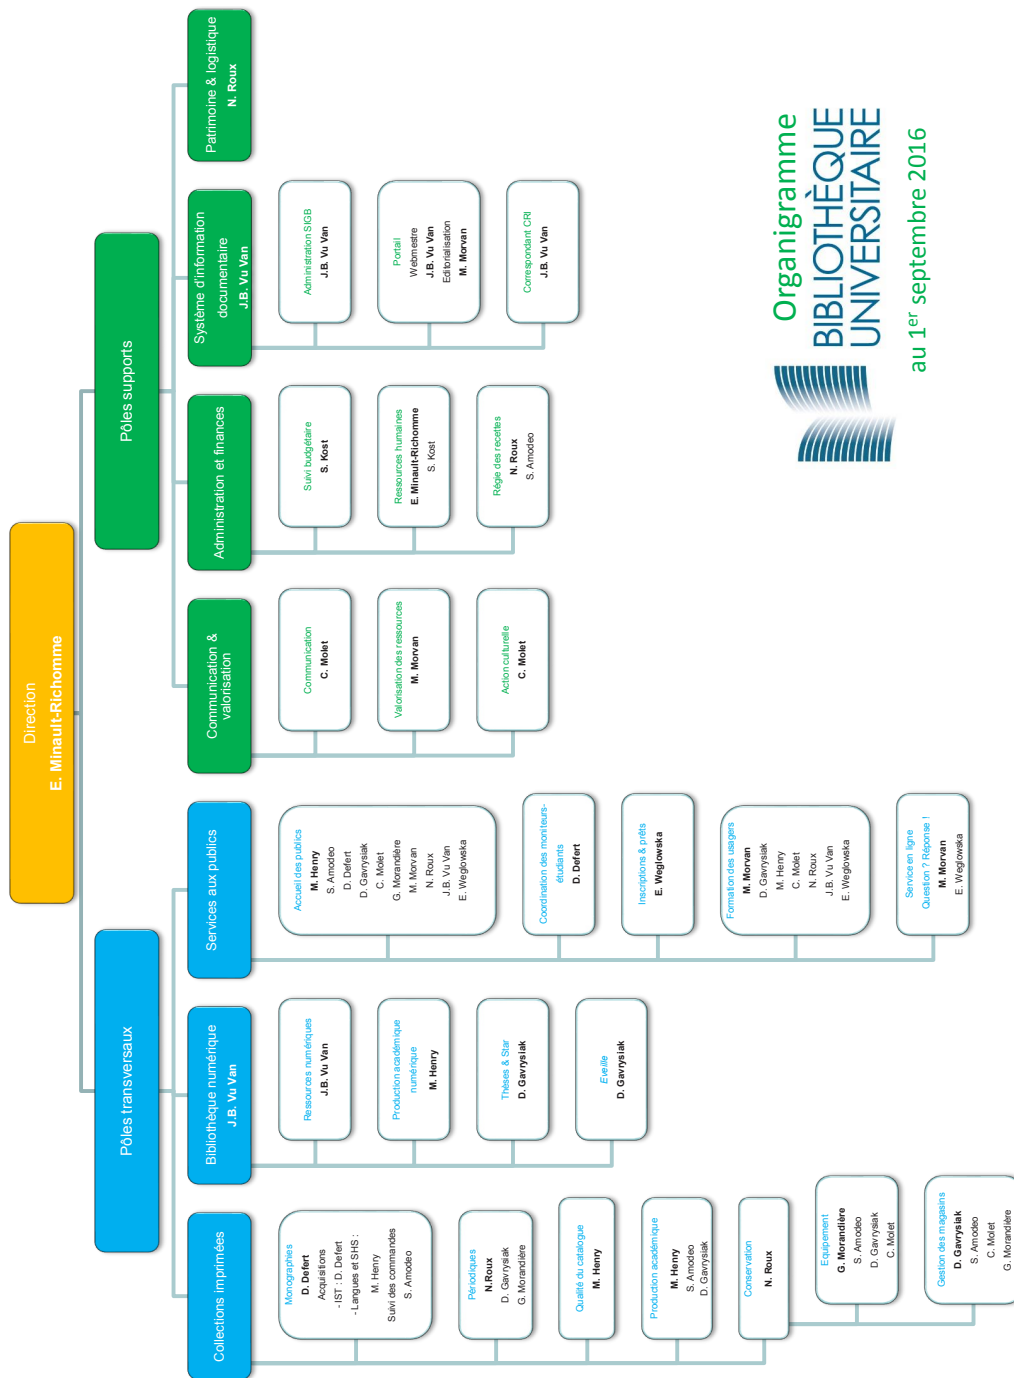 Direction
E. Minault-Richomme
Pôles transversaux
Pôles supports
Collections imprimées
Bibliothèque numérique
J.B. Vu Van
Services aux publics
Communication &
valorisation
Administration et finances
Système d'information
documentaire
J.B. Vu Van
Patrimoine & logistique
N. Roux
Monographies
D. Defert
Acquisitions
- IST : D. Defert
- Langues et SHS :
M. Henry
Suivi des commandes
S. Amodeo
Périodiques
N.Roux
D. Gavrysiak
G. Morandière
Qualité du catalogue
M. Henry
Production académique
M. Henry
S. Amodeo
D. Gavrysiak
Conservation
N. Roux
Equipement
G. Morandière
S. Amodeo
D. Gavrysiak
C. Molet
Gestion des magasins
D. Gavrysiak
S. Amodeo
C. Molet
G. Morandière
Ressources numériques
J.B. Vu Van
Production académique
numérique
M. Henry
Thèses & Star
D. Gavrysiak
Eveille
D. Gavrysiak
Accueil des publics
M. Henry
S. Amodeo
D. Defert
D. Gavrysiak
C. Molet
G. Morandière
M. Morvan
N. Roux
J.B. Vu Van
E. Weglowska
Coordination des moniteurs-
étudiants
D. Defert
Inscriptions & prêts
E. Weglowska
Formation des usagers
M. Morvan
D. Gavrysiak
M. Henry
C. Molet
N. Roux
J.B. Vu Van
E. Weglowska
Service en ligne
Question ? Réponse !
M. Morvan
E. Weglowska
Communication
C. Molet
Valorisation des ressources
M. Morvan
Action culturelle
C. Molet
Suivi budgétaire
S. Kost
Ressources humaines
E. Minault-Richomme
S. Kost
Régie des recettes
N. Roux
S. Amodeo
Administration SIGB
J.B. Vu Van
Portail
Webmestre
J.B. Vu Van
Editorialisation
M. Morvan
Correspondant CRI
J.B. Vu Van
Organigramme
BIBLIOTHÈQUE
UNIVERSITAIRE
au 1er septembre 2016